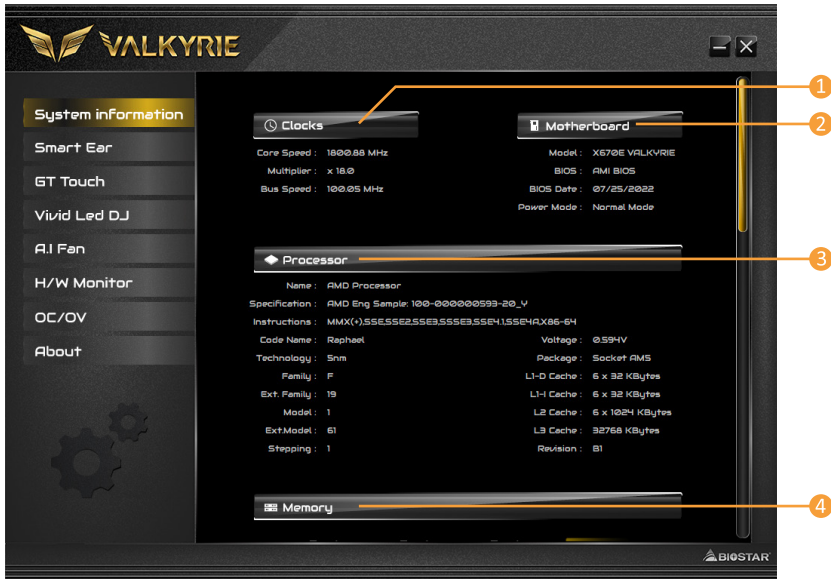 VALKYRIE
1
System information
Clocks
Motherboard
2
Smart Ear
Core Speed : 1800.88 MHz
Model : X670E VALKYRIE
Multiplier : x 18.0
BIOS : AMI BIOS
GT Touch
Bus Speed : 100.05 MHz
BIOS Date : 07/25/2022
Power Mode : Normal Mode
Vivid Led DJ
A.I Fan
Processor
3
H/W Monitor
Name : AMD Processor
Specification : AMD Eng Sample: 100-000000593-20_Y
OC/OV
Instructions : MMX(+),SSE,SSE2,SSE3,SSSE3,SSE4.1,SSE4A,X86-64
Code Name : Raphael
Voltage : 0.594V
About
Technology : 5nm
Package : Socket AM5
Family : F
L1-D Cache : 6 x 32 KBytes
Ext. Family : 19
L1-I Cache : 6 x 32 KBytes
Model : 1
L2 Cache : 6 x 1024 KBytes
Ext.Model : 61
L3 Cache : 32768 KBytes
Stepping : 1
Revision : B1
Memory
4
BIOSTAR